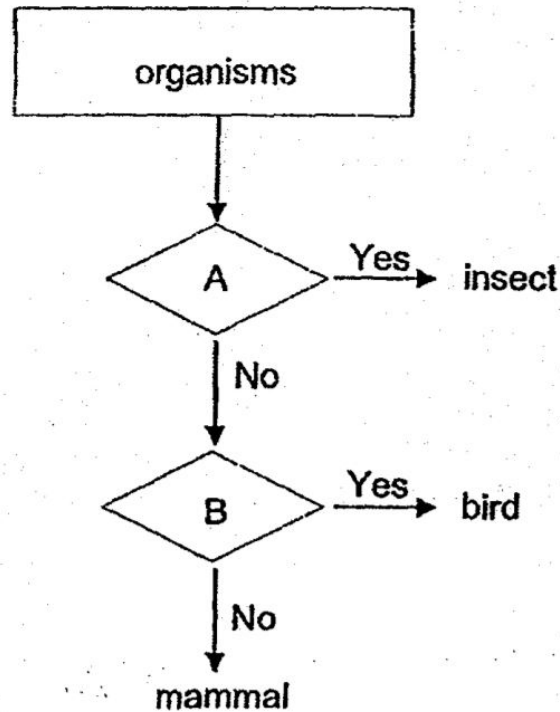 organisms
A
Yes
insect
No
B
Yes
bird
No
mammal